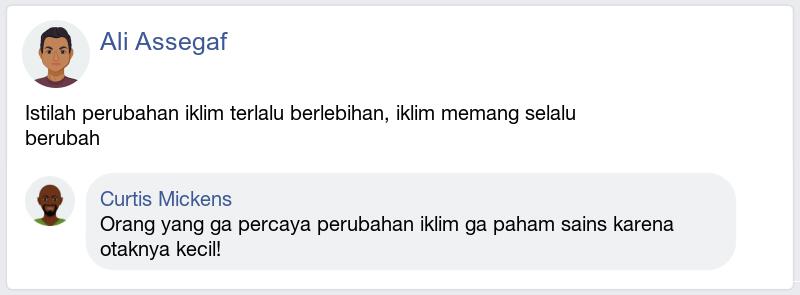 Ali Assegaf
Istilah perubahan iklim terlalu berlebihan, iklim memang selalu
berubah
Curtis Mickens
Orang yang ga percaya perubahan iklim ga paham sains karena
otaknya kecil!